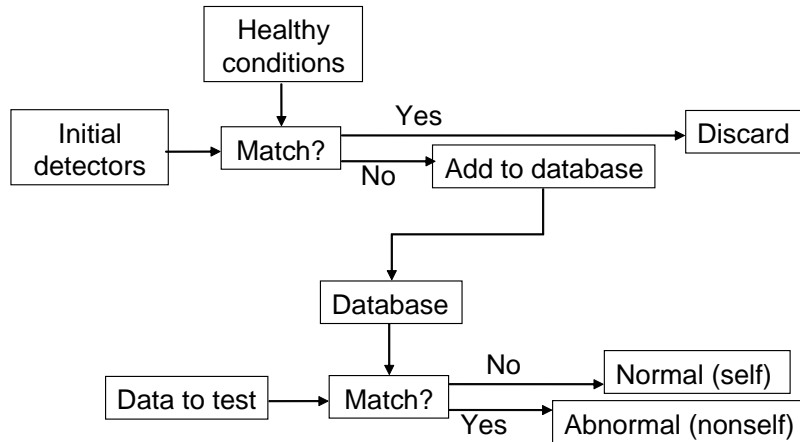 Healthy
conditions
Initial
detectors
Match?
Yes
No
Discard
Add to database
Database
Data to test
Match?
No
Yes
Normal (self)
Abnormal (nonself)